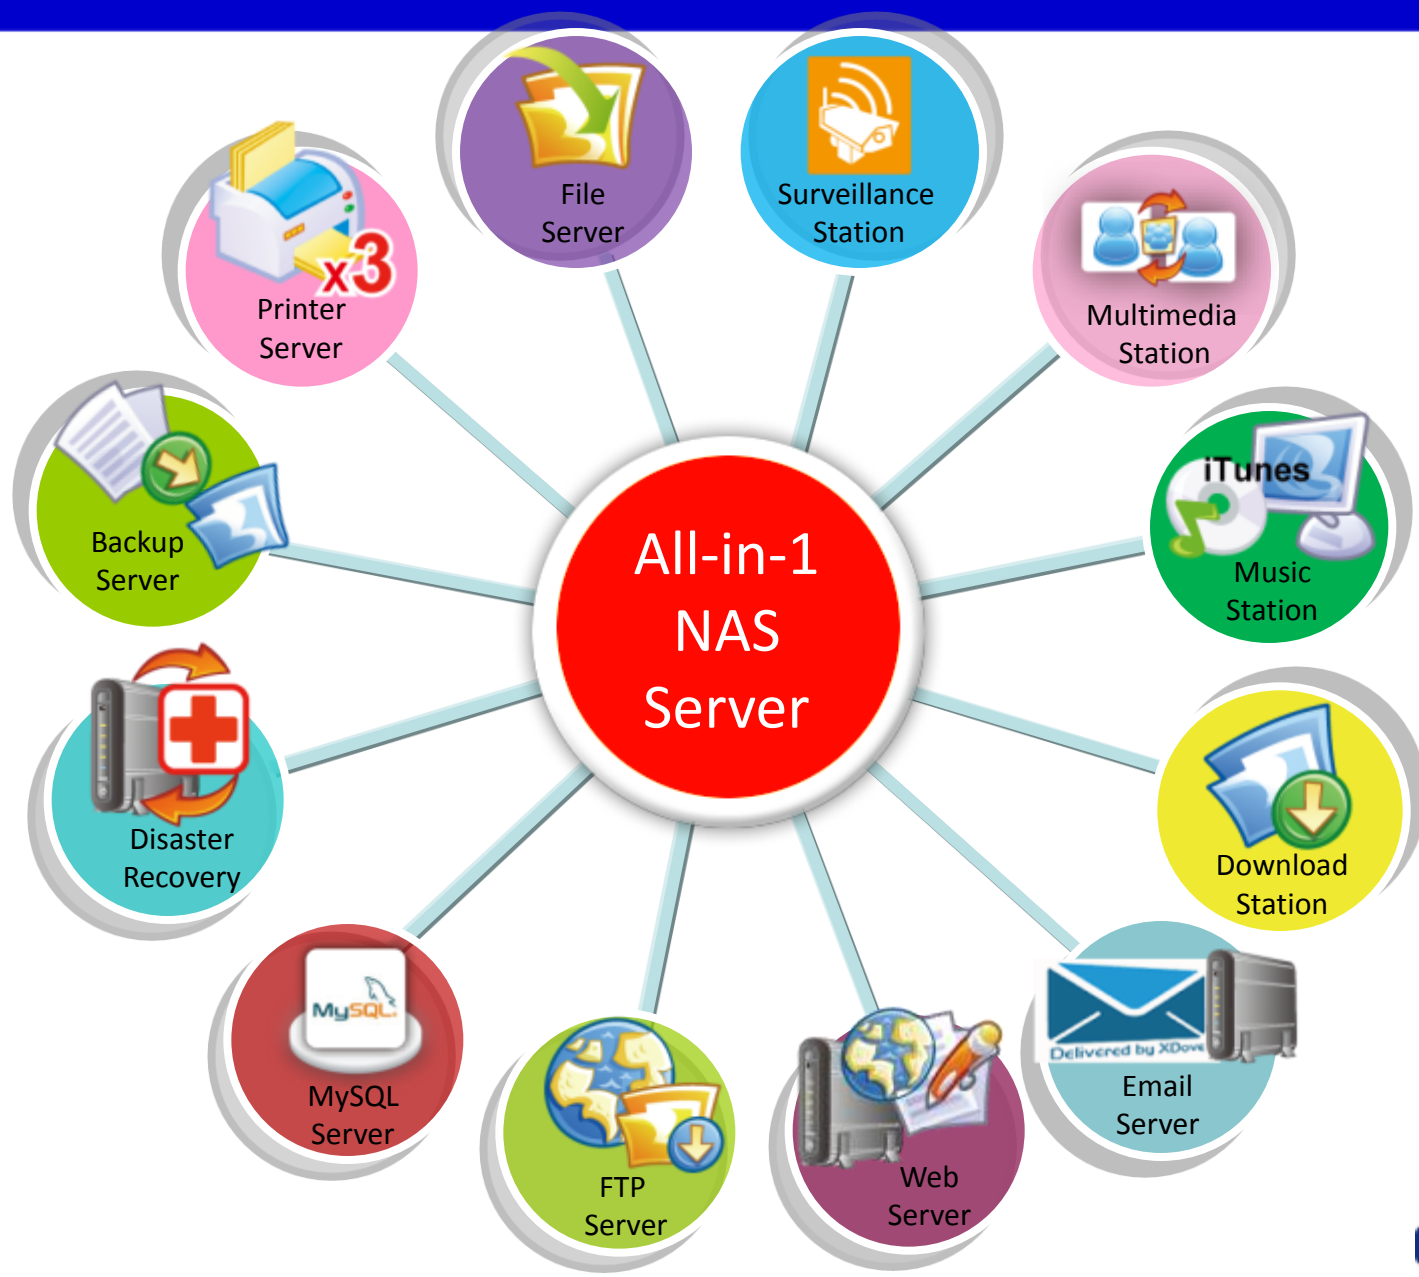 File
Server
Surveillance
Station
x3
Printer
Server
Multimedia
Station
iTunes
Music
Station
Backup
Server
All-in-1
NAS
Server
Disaster
Recovery
Download
Station
MySQL
MySQL
Server
Delivered by XDove
Email
Server
FTP
Server
Web
Server